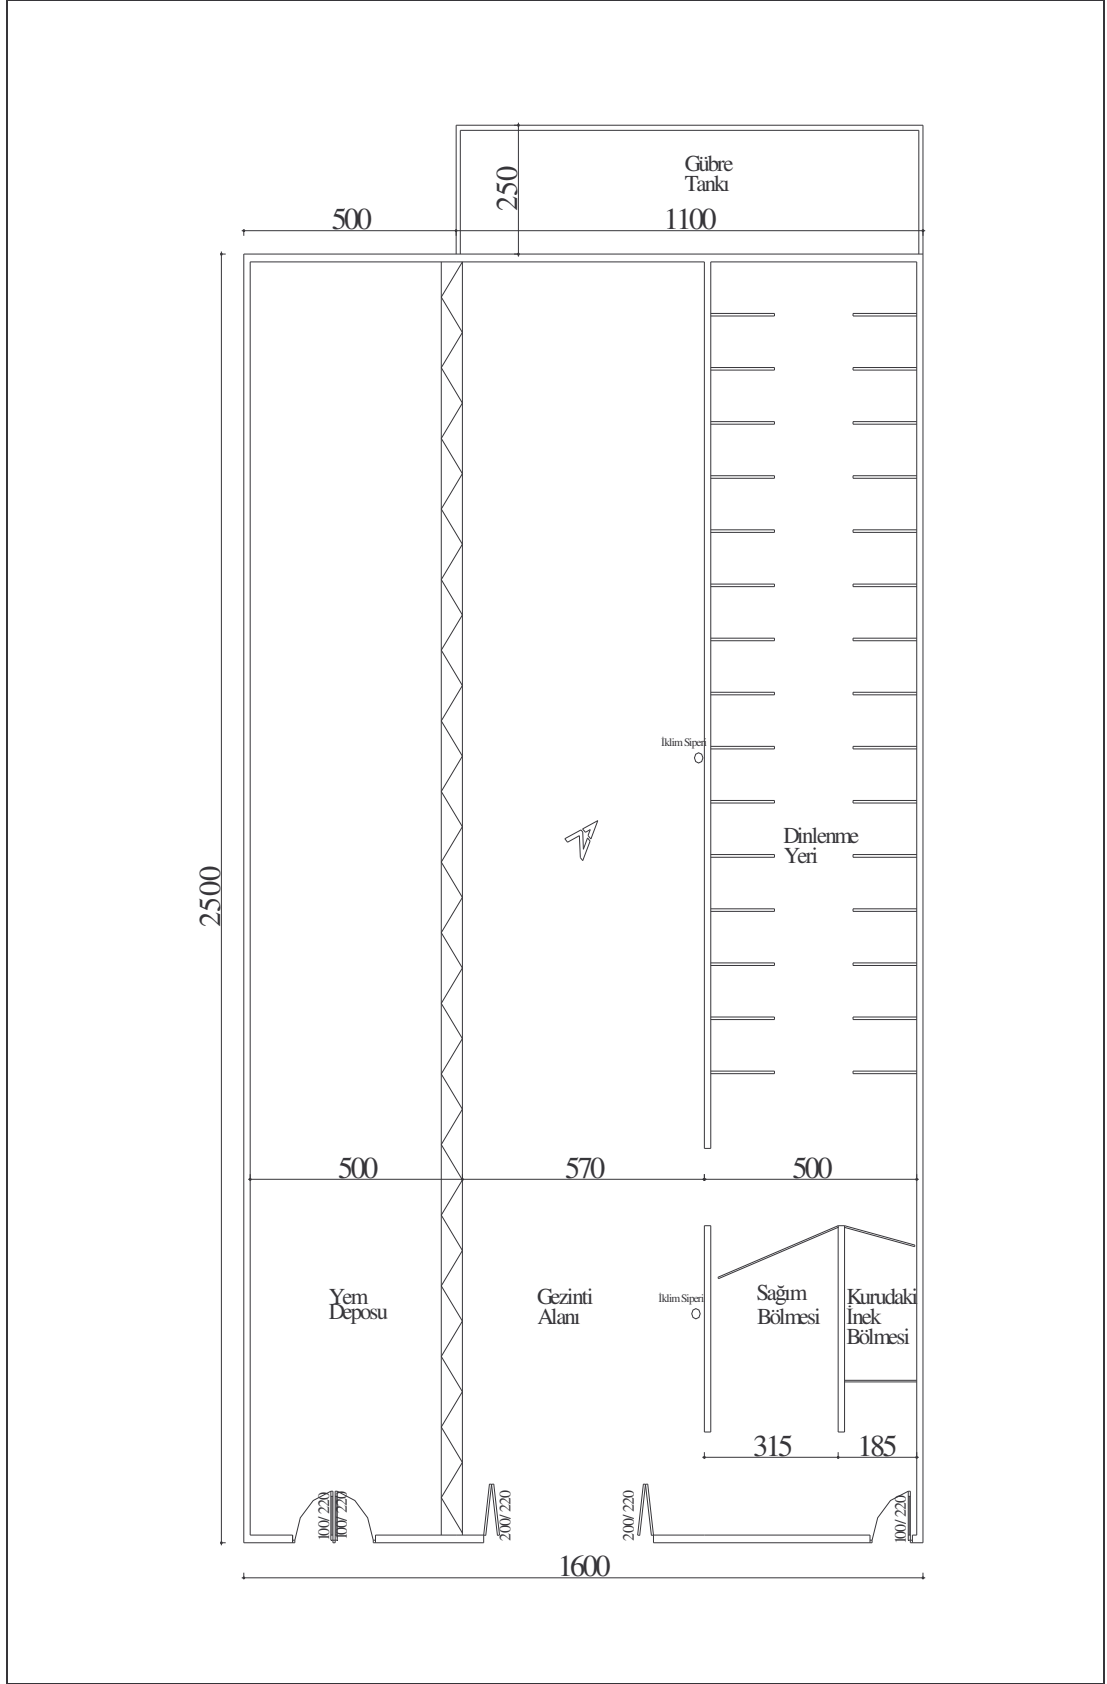 Gübre
Tankı
250
500
1100
İklim Siperi
Dinlenme
Yeri
2500
500
570
500
Yem
Deposu
Gezinti
Alanı
İklim Siperi
Sağım
Bölmesi
Kurudaki
İnek
Bölmesi
315
185
100/ 220
100/ 220
200/ 220
200/ 220
100/ 220
1600